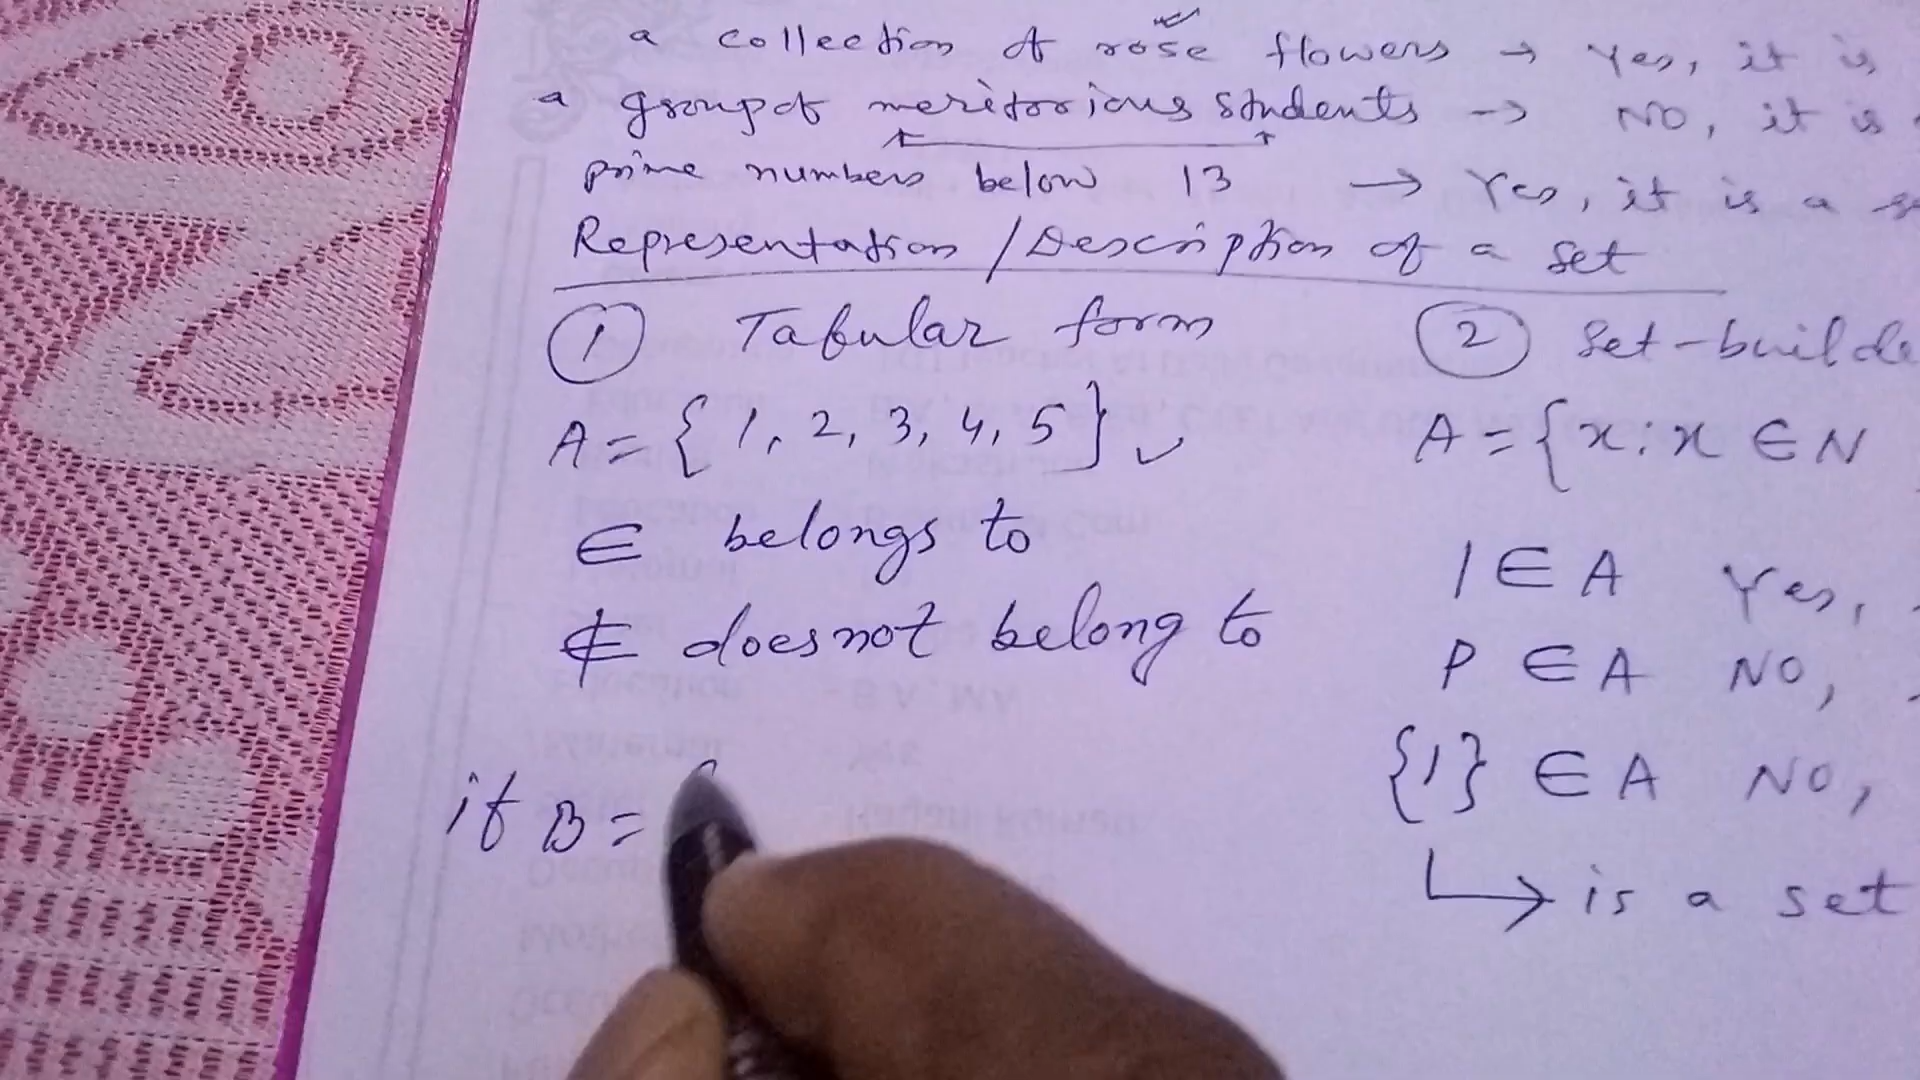 a collection of rose flowers → Yes, it is
a group of meritorious students → NO, it is
prime numbers below 13 → Yes, it is a
Representation / Description of a set
① Tabular form
A = { 1, 2, 3, 4, 5 }
∈ belongs to
∉ does not belong to
if B =
② Set-builde
A = { x : x ∈ N
1 ∈ A Yes,
P ∈ A NO,
{1} ∈ A NO,
↳ is a set